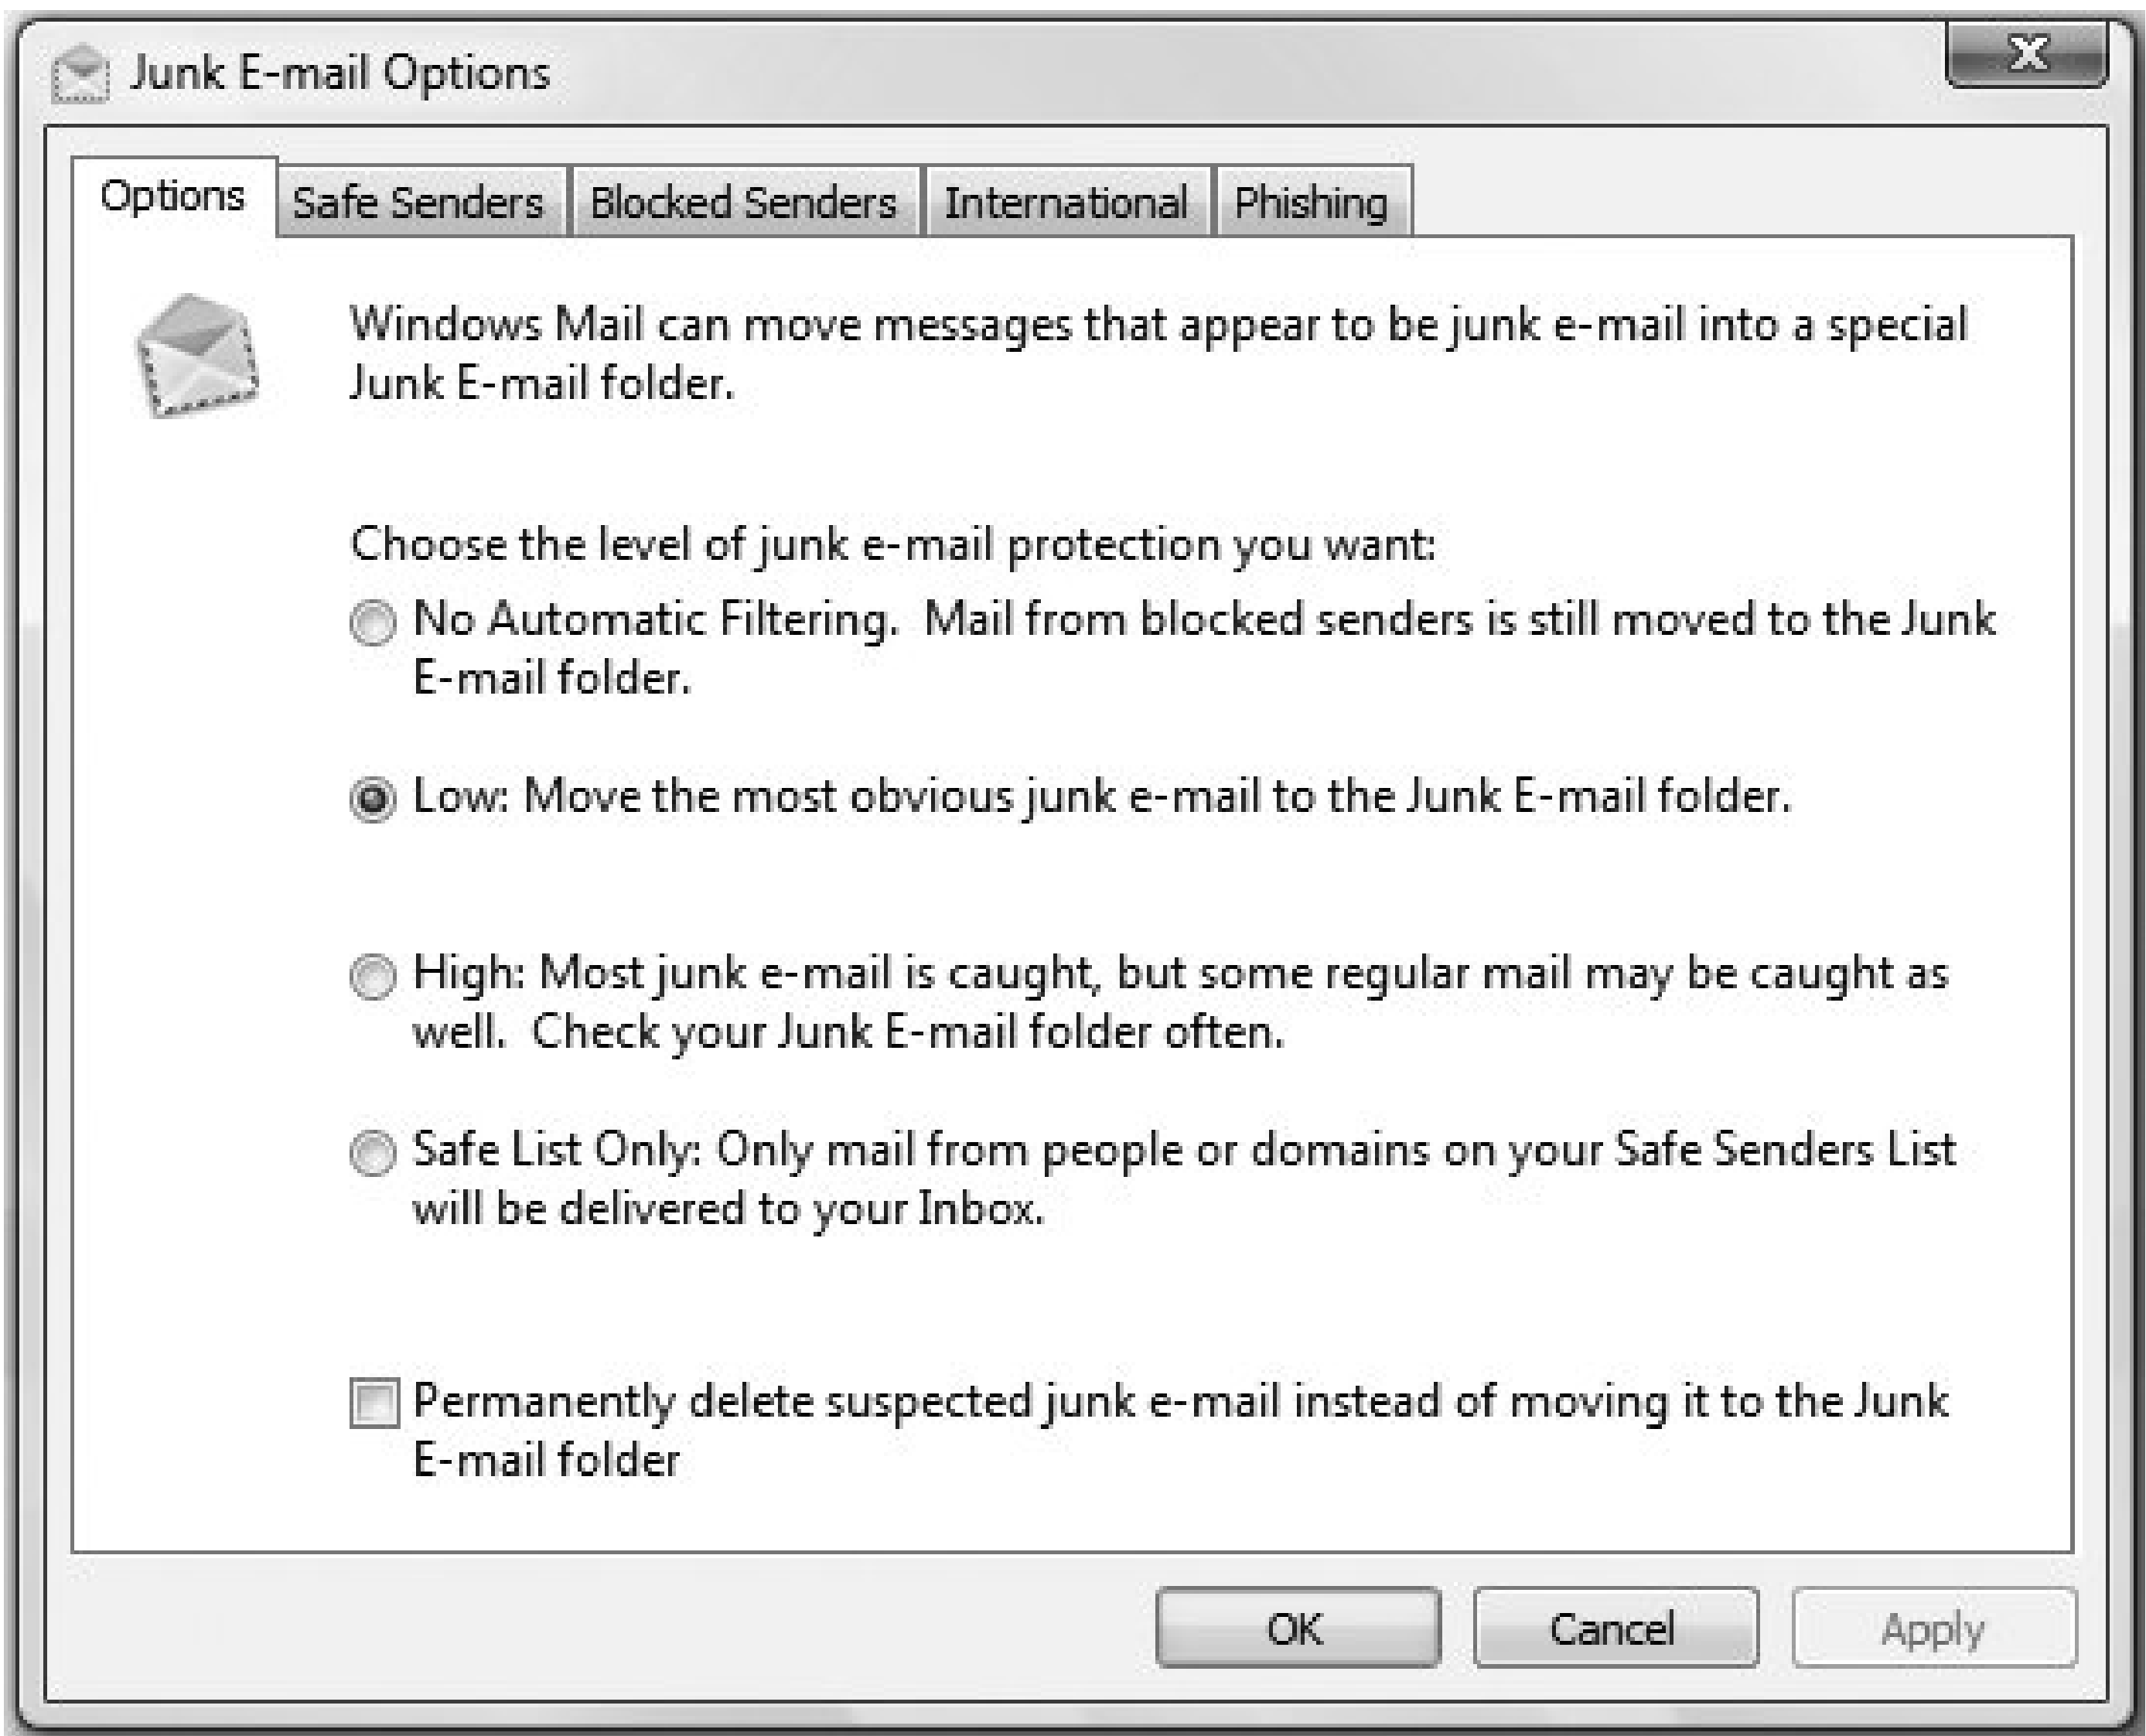 Junk E-mail Options
Options
Safe Senders
Blocked Senders
International
Phishing
Windows Mail can move messages that appear to be junk e-mail into a special
Junk E-mail folder.
Choose the level of junk e-mail protection you want:
No Automatic Filtering.  Mail from blocked senders is still moved to the Junk
E-mail folder.
Low: Move the most obvious junk e-mail to the Junk E-mail folder.
High: Most junk e-mail is caught, but some regular mail may be caught as
well.  Check your Junk E-mail folder often.
Safe List Only: Only mail from people or domains on your Safe Senders List
will be delivered to your Inbox.
Permanently delete suspected junk e-mail instead of moving it to the Junk
E-mail folder
OK
Cancel
Apply